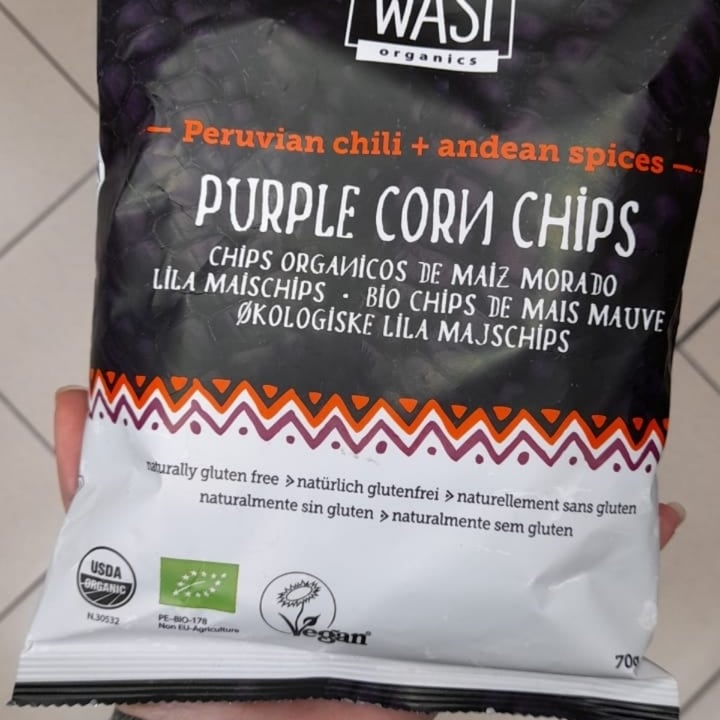 WASI
organics
— Peruvian chili + andean spices —
PURPLE CORN CHIPS
CHIPS ORGANICOS DE MAIZ MORADO
LILA MAISCHIPS · BIO CHIPS DE MAIS MAUVE
ØKOLOGISKE LILA MAJSCHIPS
naturally gluten free > natürlich glutenfrei > naturellement sans gluten
naturalmente sin gluten > naturalmente sem gluten
USDA
ORGANIC
N.30532
PE-BIO-178
Non EU-Agriculture
Vegan
70g